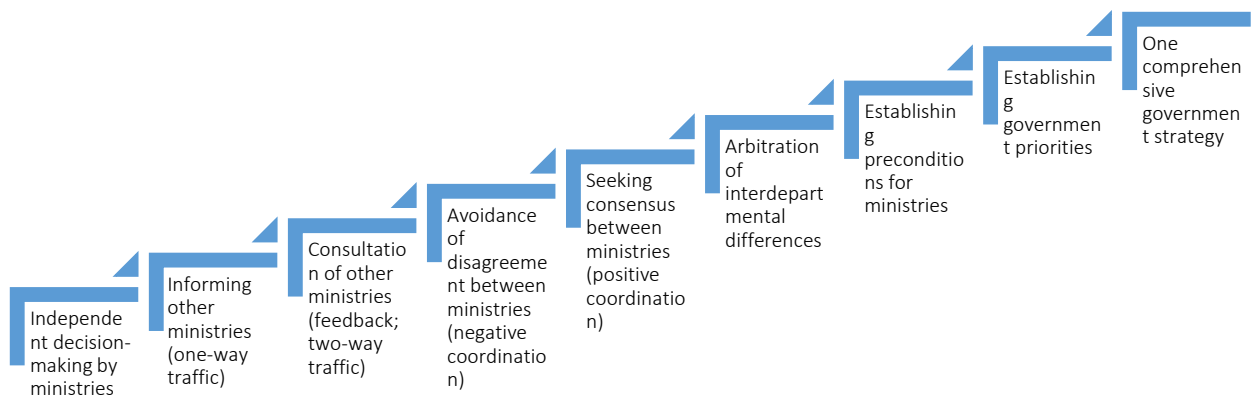 Independe
nt decision-
making by
ministries
Informing
other
ministries
(one-way
traffic)
Consultatio
n of other
ministries
(feedback;
two-way
traffic)
Avoidance
of
disagreeme
nt between
ministries
(negative
coordinatio
n)
Seeking
consensus
between
ministries
(positive
coordinatio
n)
Arbitration
of
interdepart
mental
differences
Establishin
g
preconditio
ns for
ministries
Establishin
g
governmen
t priorities
One
comprehen
sive
governmen
t strategy